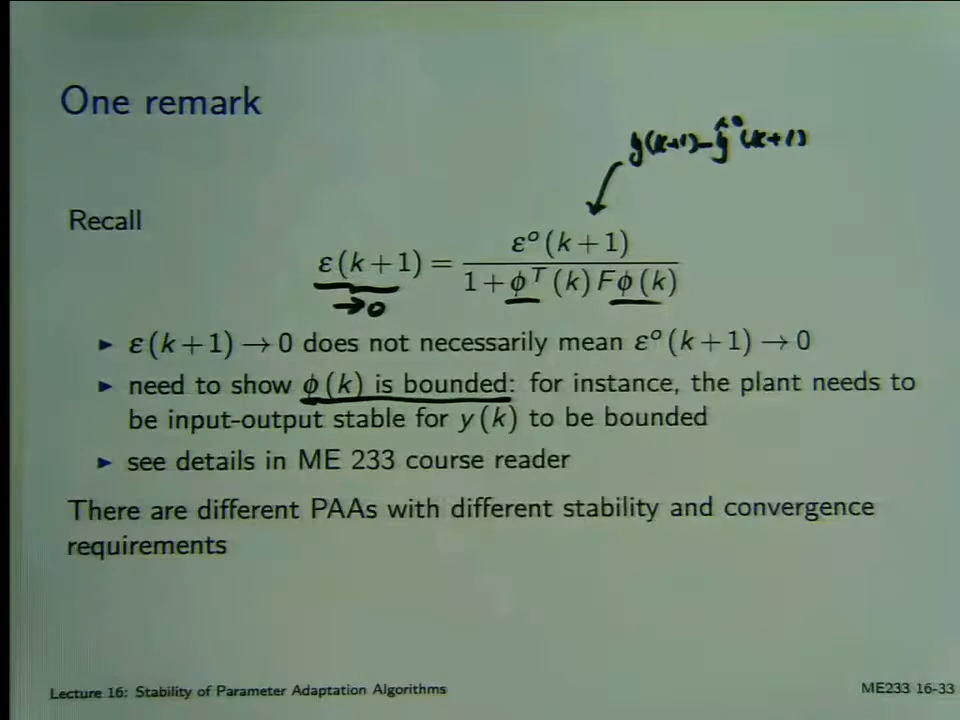 One remark
y(k+1)-ŷ°(k+1)
Recall
ε(k+1) = εᵒ(k+1) / 1+ϕᵀ(k)Fϕ(k)
→0
▸ ε(k+1) → 0 does not necessarily mean εᵒ(k+1) → 0
▸ need to show ϕ(k) is bounded: for instance, the plant needs to
be input-output stable for y(k) to be bounded
▸ see details in ME 233 course reader
There are different PAAs with different stability and convergence
requirements
Lecture 16: Stability of Parameter Adaptation Algorithms
ME233 16-33